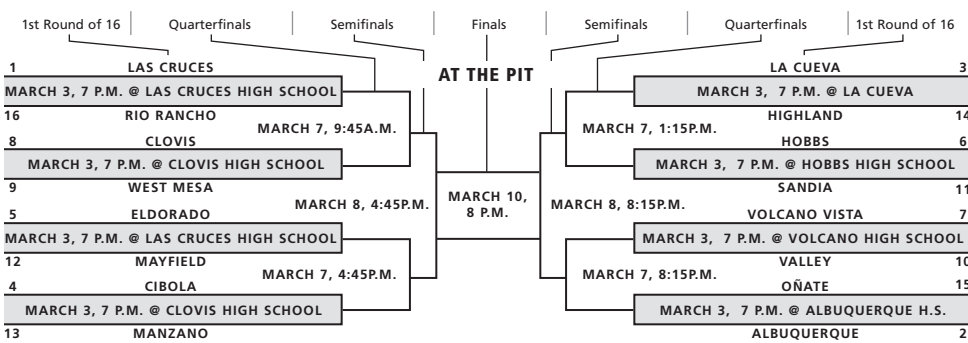 1st Round of 16 Quarterfinals Semifinals Finals Semifinals Quarterfinals 1st Round of 16
AT THE PIT
1 LAS CRUCES
MARCH 3, 7 P.M. @ LAS CRUCES HIGH SCHOOL
16 RIO RANCHO
MARCH 7, 9:45A.M.
8 CLOVIS
MARCH 3, 7 P.M. @ CLOVIS HIGH SCHOOL
9 WEST MESA
MARCH 8, 4:45P.M.
5 ELDORADO
MARCH 3, 7 P.M. @ LAS CRUCES HIGH SCHOOL
12 MAYFIELD
MARCH 7, 4:45P.M.
4 CIBOLA
MARCH 3, 7 P.M. @ CLOVIS HIGH SCHOOL
13 MANZANO
MARCH 10,
8 P.M.
LA CUEVA 3
MARCH 3, 7 P.M. @ LA CUEVA
HIGHLAND 14
MARCH 7, 1:15P.M.
HOBBS 6
MARCH 3, 7 P.M. @ HOBBS HIGH SCHOOL
SANDIA 11
MARCH 8, 8:15P.M.
VOLCANO VISTA 7
MARCH 3, 7 P.M. @ VOLCANO HIGH SCHOOL
VALLEY 10
MARCH 7, 8:15P.M.
OÑATE 15
MARCH 3, 7 P.M. @ ALBUQUERQUE H.S.
ALBUQUERQUE 2